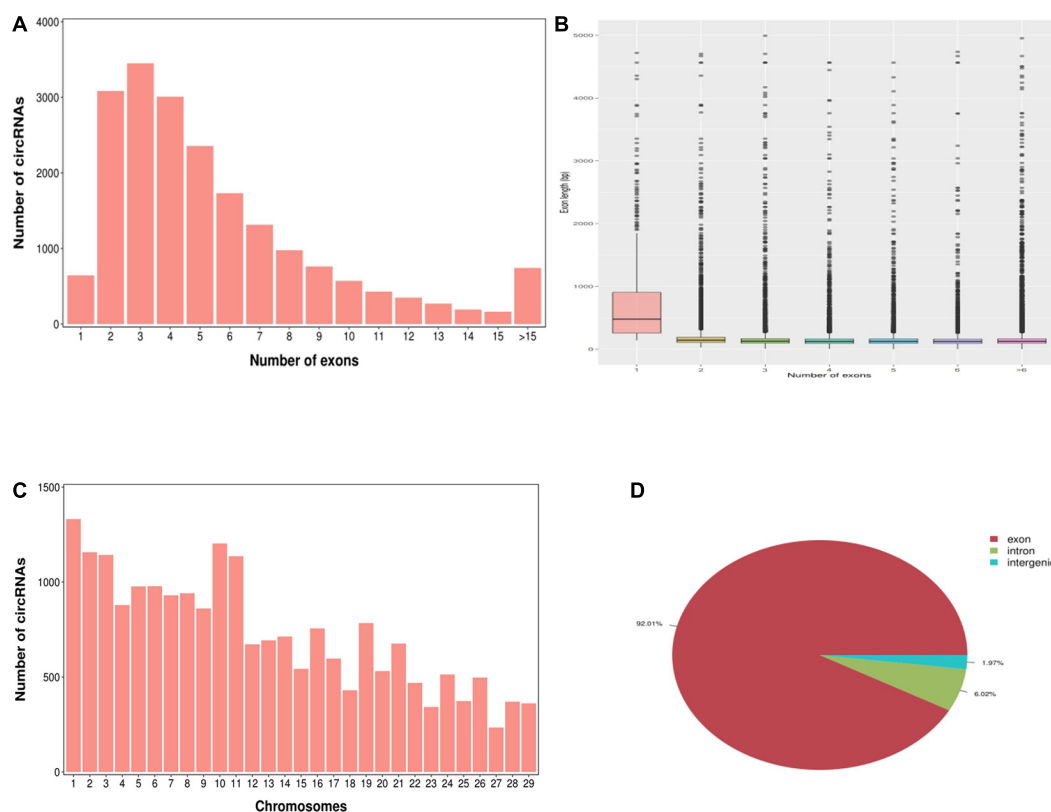 A
Number of circRNAs
4000
3000
2000
1000
0
1 2 3 4 5 6 7 8 9 10 11 12 13 14 15 >15
Number of exons
B
Exon length (bp)
5000
4000
3000
2000
1000
0
1 2 3 4 5 6 >6
Number of exons
C
Number of circRNAs
1500
1000
500
0
1 2 3 4 5 6 7 8 9 10 11 12 13 14 15 16 17 18 19 20 21 22 23 24 25 26 27 28 29
Chromosomes
D
exon
intron
intergenic
92.01%
1.97%
6.02%